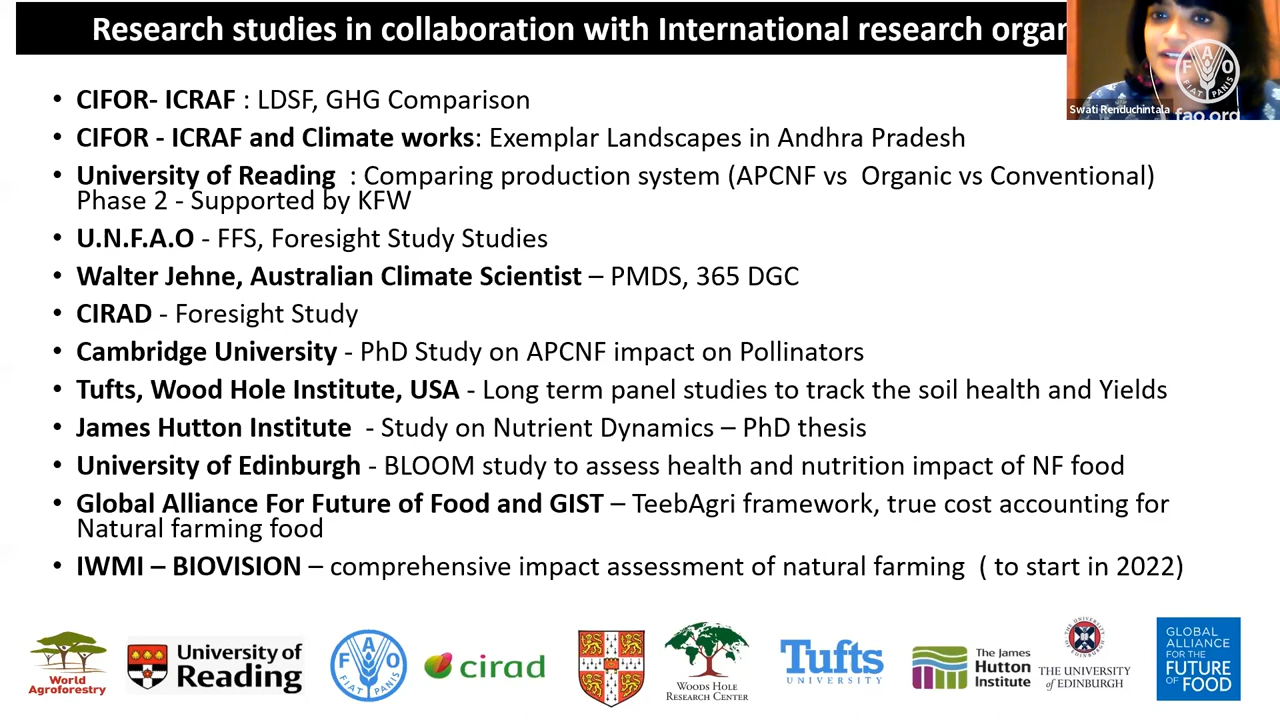 Research studies in collaboration with International research organ
Swati Renduchintala
F A O
FIAT PANIS
fao.org
• CIFOR- ICRAF : LDSF, GHG Comparison
• CIFOR - ICRAF and Climate works: Exemplar Landscapes in Andhra Pradesh
• University of Reading : Comparing production system (APCNF vs Organic vs Conventional)
Phase 2 - Supported by KFW
• U.N.F.A.O - FFS, Foresight Study Studies
• Walter Jehne, Australian Climate Scientist – PMDS, 365 DGC
• CIRAD - Foresight Study
• Cambridge University - PhD Study on APCNF impact on Pollinators
• Tufts, Wood Hole Institute, USA - Long term panel studies to track the soil health and Yields
• James Hutton Institute - Study on Nutrient Dynamics – PhD thesis
• University of Edinburgh - BLOOM study to assess health and nutrition impact of NF food
• Global Alliance For Future of Food and GIST – TeebAgri framework, true cost accounting for
Natural farming food
• IWMI – BIOVISION – comprehensive impact assessment of natural farming ( to start in 2022)
World
Agroforestry
University of
Reading
F A O
FIAT PANIS
cirad
WOODS HOLE
RESEARCH CENTER
Tufts
UNIVERSITY
The James
Hutton
Institute
THE UNIVERSITY
of EDINBURGH
GLOBAL
ALLIANCE
FOR THE
FUTURE
OF FOOD